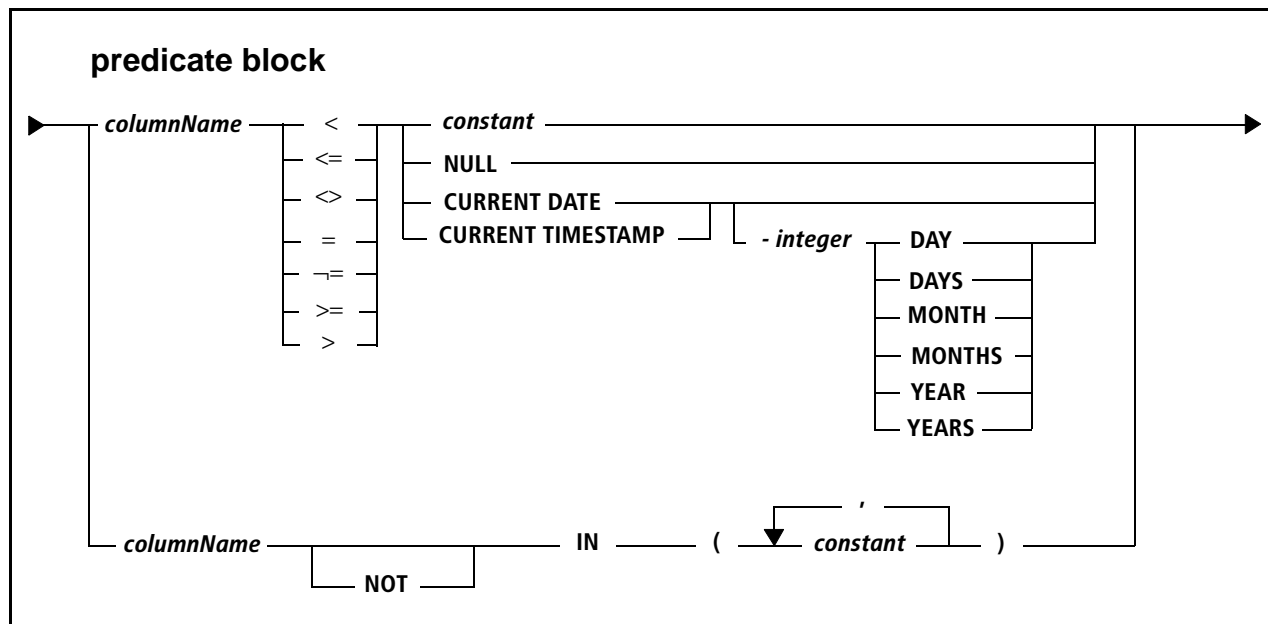 predicate block
columnName < constant
<= NULL
<> CURRENT DATE
= CURRENT TIMESTAMP - integer DAY
¬= DAYS
>= MONTH
> MONTHS
YEAR
YEARS
,
columnName IN ( constant )
NOT